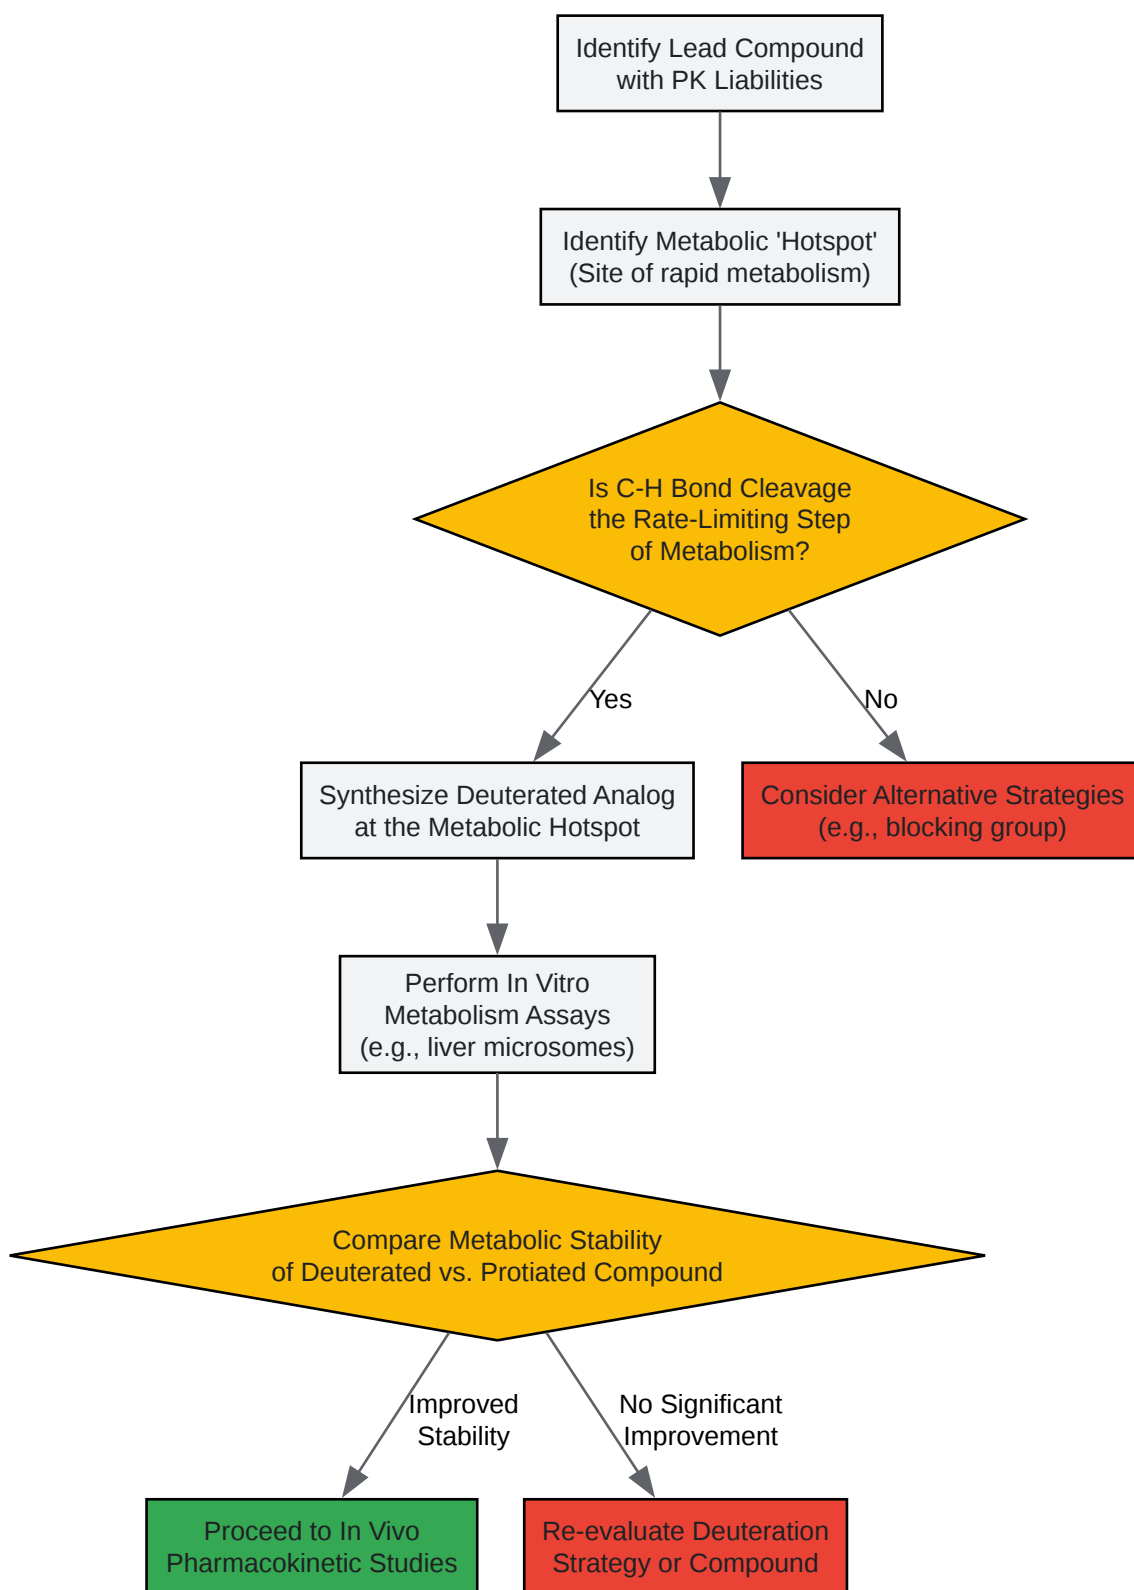 Identify Lead Compound
with PK Liabilities
Identify Metabolic 'Hotspot'
(Site of rapid metabolism)
Is C-H Bond Cleavage
the Rate-Limiting Step
of Metabolism?
Yes
No
Synthesize Deuterated Analog
at the Metabolic Hotspot
Consider Alternative Strategies
(e.g., blocking group)
Perform In Vitro
Metabolism Assays
(e.g., liver microsomes)
Compare Metabolic Stability
of Deuterated vs. Protiated Compound
Improved
Stability
No Significant
Improvement
Proceed to In Vivo
Pharmacokinetic Studies
Re-evaluate Deuteration
Strategy or Compound